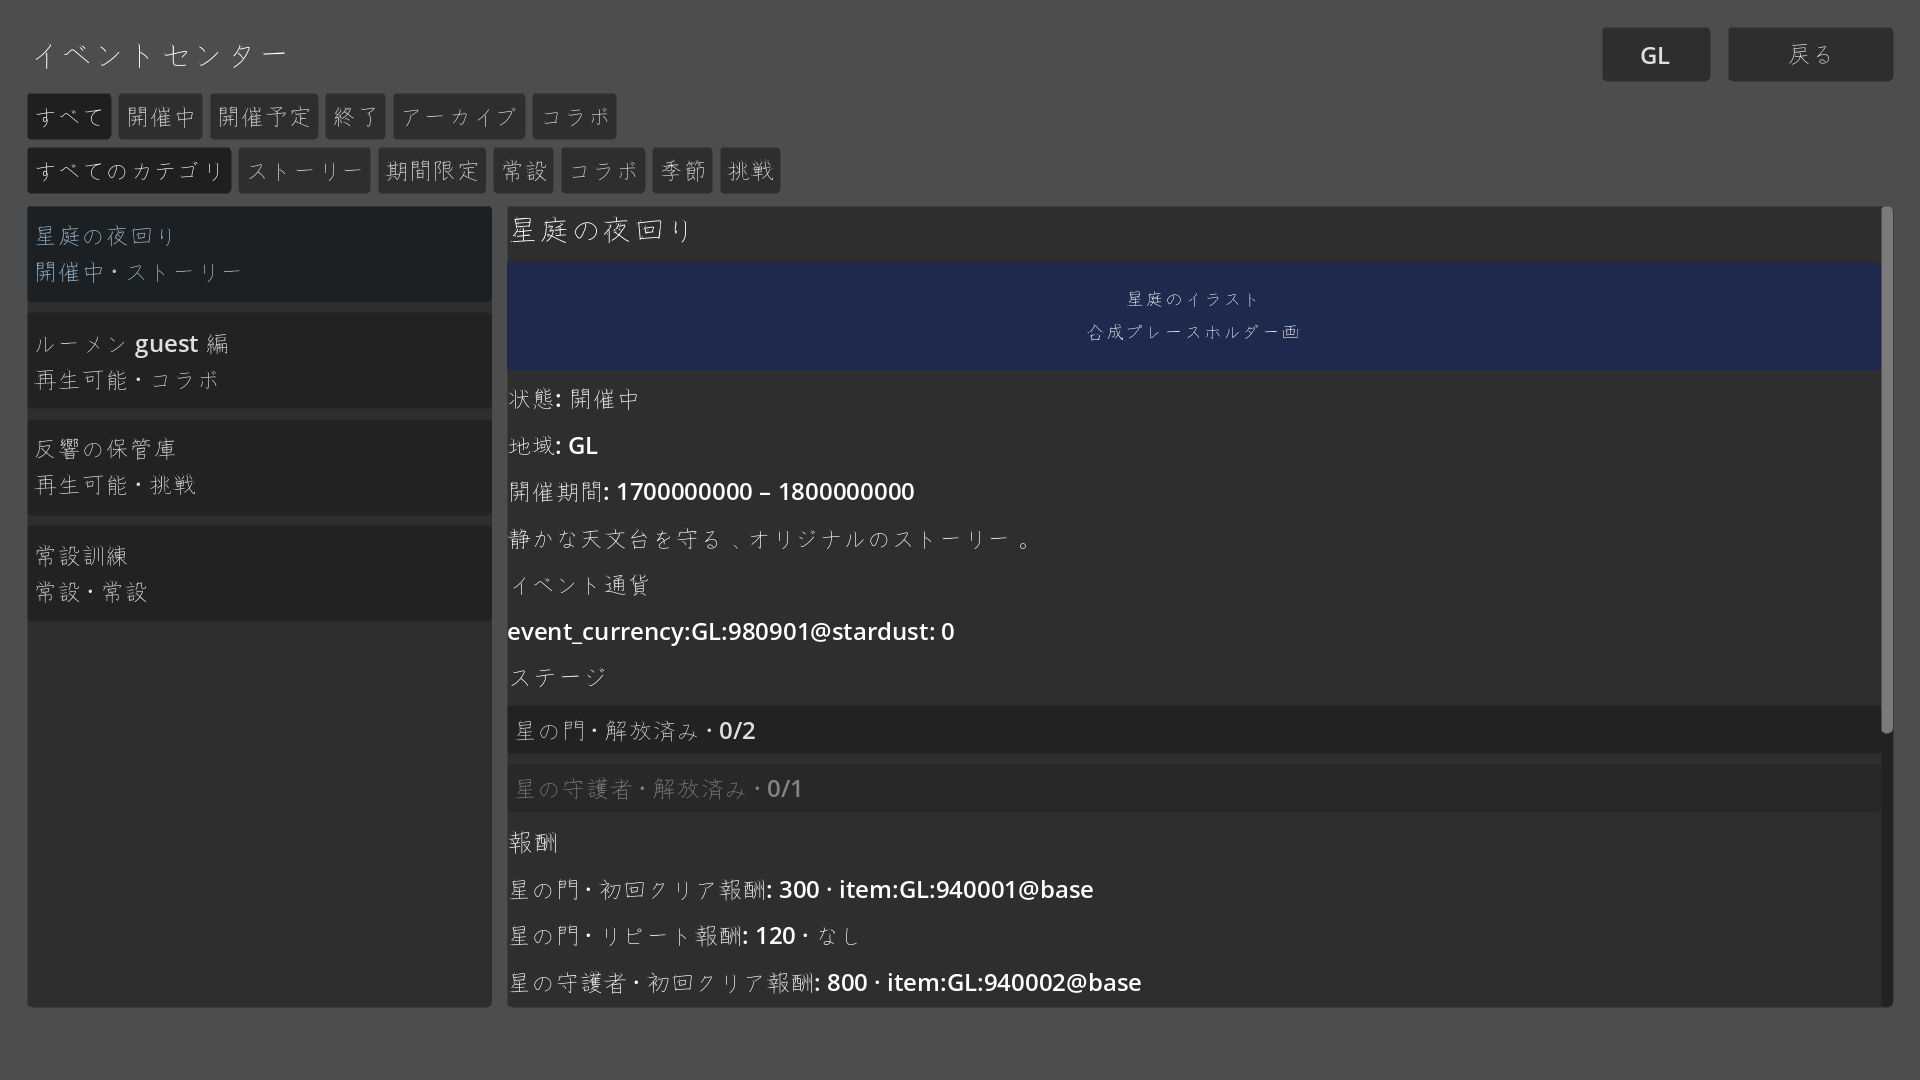 イベントセンター
GL
戻る
すべて
開催中
開催予定
終了
アーカイブ
コラボ
すべてのカテゴリ
ストーリー
期間限定
常設
コラボ
季節
挑戦
星庭の夜回り
開催中・ストーリー
ルーメン guest 編
再生可能・コラボ
反響の保管庫
再生可能・挑戦
常設訓練
常設・常設
星庭の夜回り
星庭のイラスト
合成プレースホルダー画
状態: 開催中
地域: GL
開催期間: 1700000000 – 1800000000
静かな天文台を守る、オリジナルのストーリー。
イベント通貨
event_currency:GL:980901@stardust: 0
ステージ
星の門・解放済み · 0/2
星の守護者・解放済み · 0/1
報酬
星の門・初回クリア報酬: 300 · item:GL:940001@base
星の門・リピート報酬: 120 · なし
星の守護者・初回クリア報酬: 800 · item:GL:940002@base